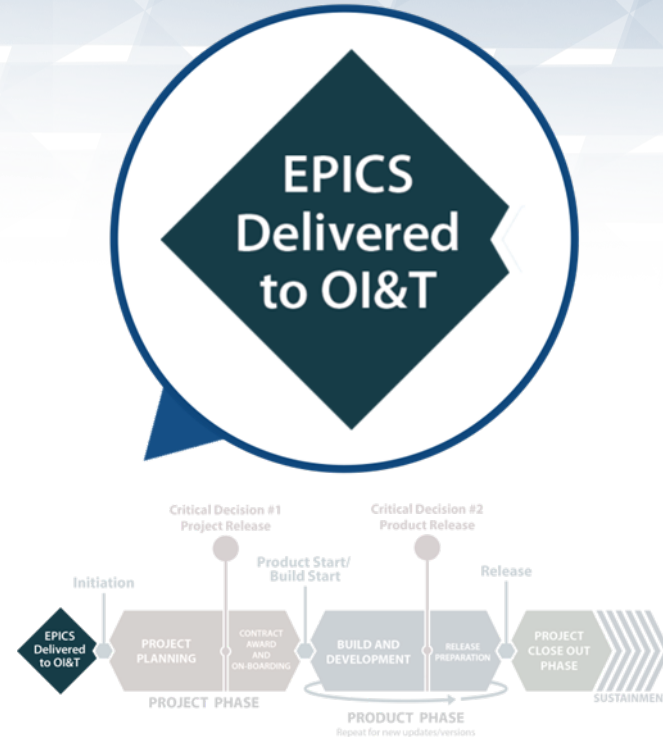 EPICS
Delivered
to OI&T
Critical Decision #1
Project Release
Critical Decision #2
Product Release
Initiation
Product Start/
Build Start
Release
EPICS
Delivered
to OI&T
PROJECT
PLANNING
CONTRACT
AWARD
AND
ON-BOARDING
BUILD AND
DEVELOPMENT
RELEASE
PREPARATION
PROJECT
CLOSE OUT
PHASE
SUSTAINMEN
PROJECT PHASE
PRODUCT PHASE
Repeat for new updates/versions